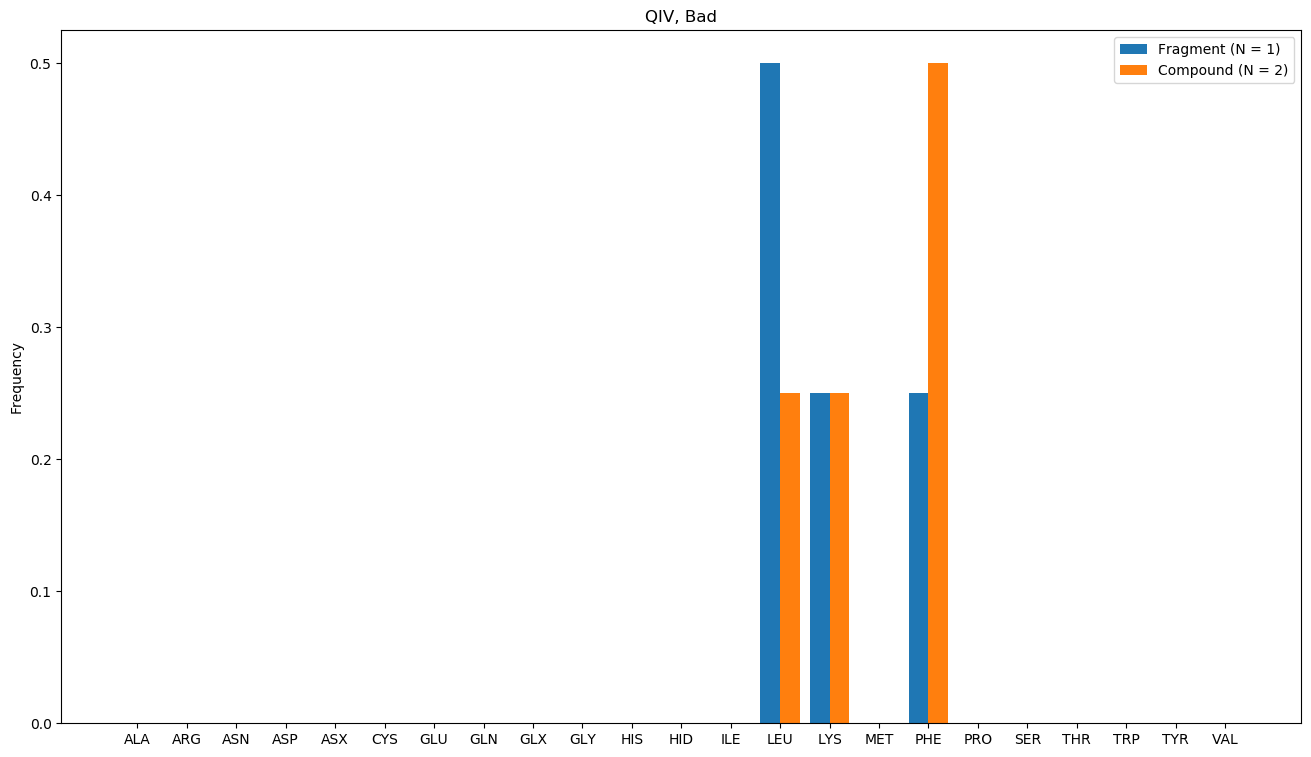 QIV, Bad
Fragment (N = 1)
Compound (N = 2)
Frequency
0.5
0.4
0.3
0.2
0.1
0.0
ALA ARG ASN ASP ASX CYS GLU GLN GLX GLY HIS HID ILE LEU LYS MET PHE PRO SER THR TRP TYR VAL